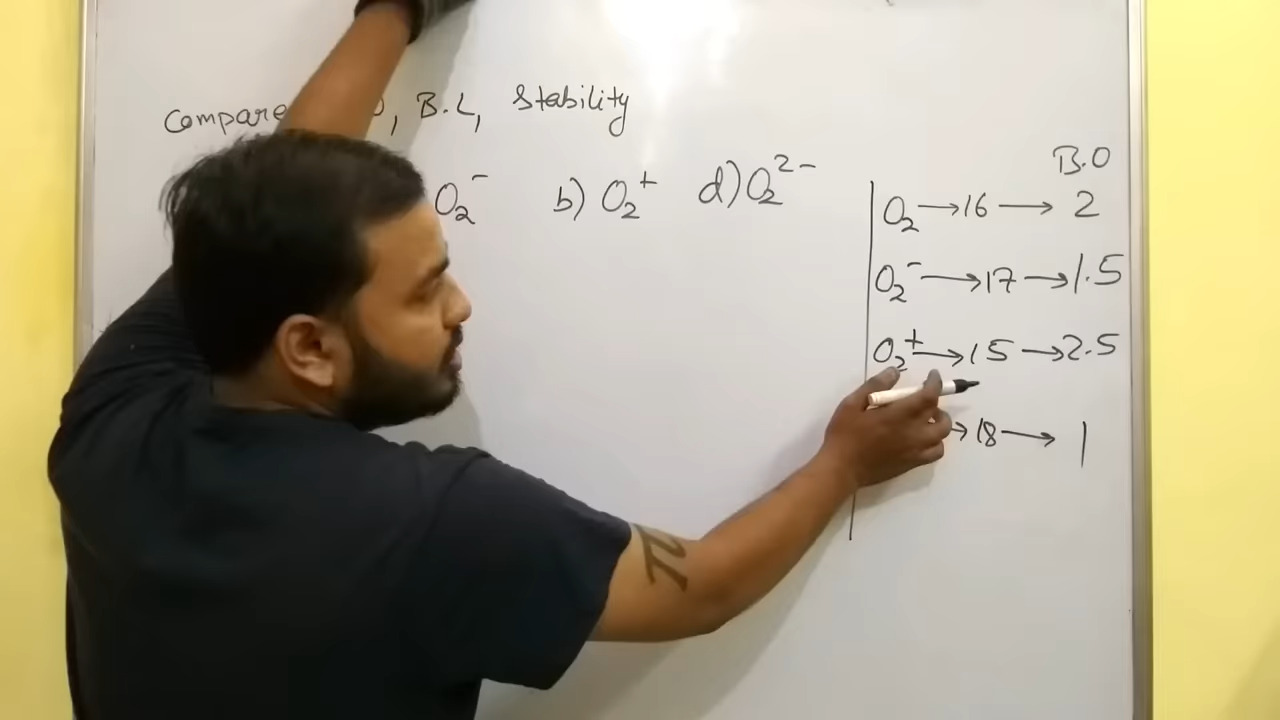 Compare , B.L, Stability
O₂⁻ b) O₂⁺ d) O₂²⁻
B.O
O₂ → 16 → 2
O₂⁻ → 17 → 1.5
O₂⁺ → 15 → 2.5
→ 18 → 1
π